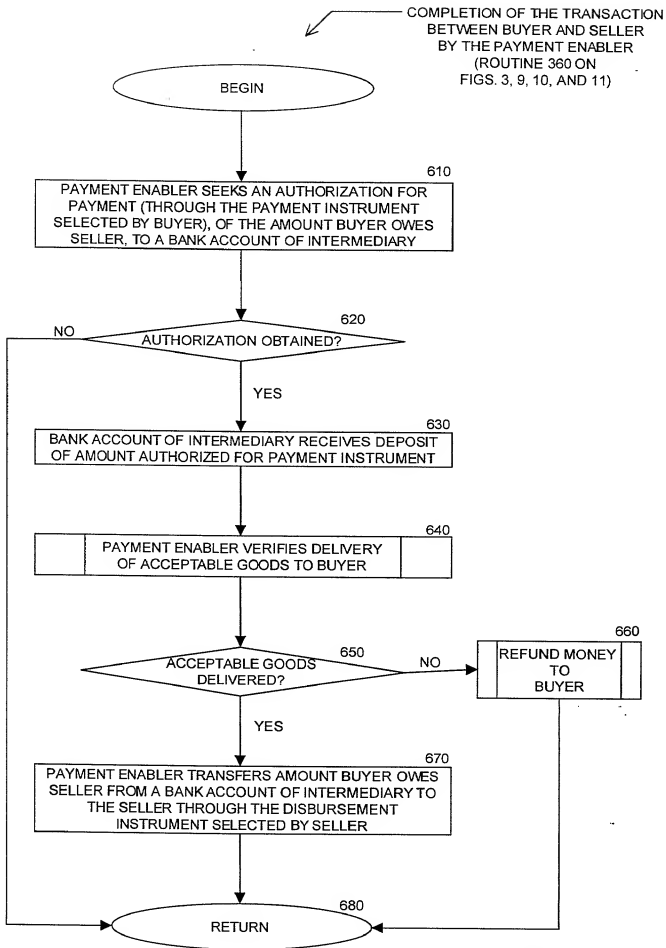 COMPLETION OF THE TRANSACTION
BETWEEN BUYER AND SELLER
BY THE PAYMENT ENABLER
(ROUTINE 360 ON
FIGS. 3, 9, 10, AND 11)
BEGIN
610
PAYMENT ENABLER SEEKS AN AUTHORIZATION FOR
PAYMENT (THROUGH THE PAYMENT INSTRUMENT
SELECTED BY BUYER), OF THE AMOUNT BUYER OWES
SELLER, TO A BANK ACCOUNT OF INTERMEDIARY
620
NO
AUTHORIZATION OBTAINED?
YES
630
BANK ACCOUNT OF INTERMEDIARY RECEIVES DEPOSIT
OF AMOUNT AUTHORIZED FOR PAYMENT INSTRUMENT
640
PAYMENT ENABLER VERIFIES DELIVERY
OF ACCEPTABLE GOODS TO BUYER
650
ACCEPTABLE GOODS
DELIVERED?
NO
660
REFUND MONEY
TO
BUYER
YES
670
PAYMENT ENABLER TRANSFERS AMOUNT BUYER OWES
SELLER FROM A BANK ACCOUNT OF INTERMEDIARY TO
THE SELLER THROUGH THE DISBURSEMENT
INSTRUMENT SELECTED BY SELLER
680
RETURN